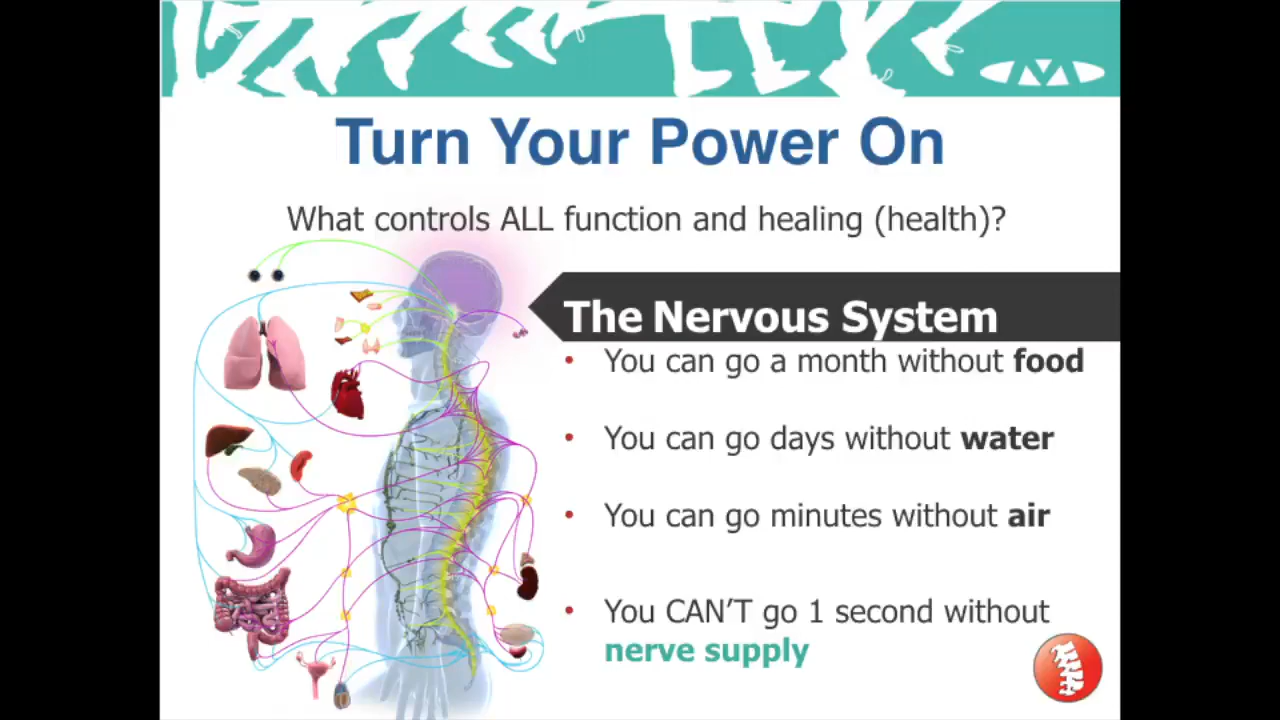 Turn Your Power On
What controls ALL function and healing (health)?
The Nervous System
• You can go a month without food
• You can go days without water
• You can go minutes without air
• You CAN'T go 1 second without
nerve supply